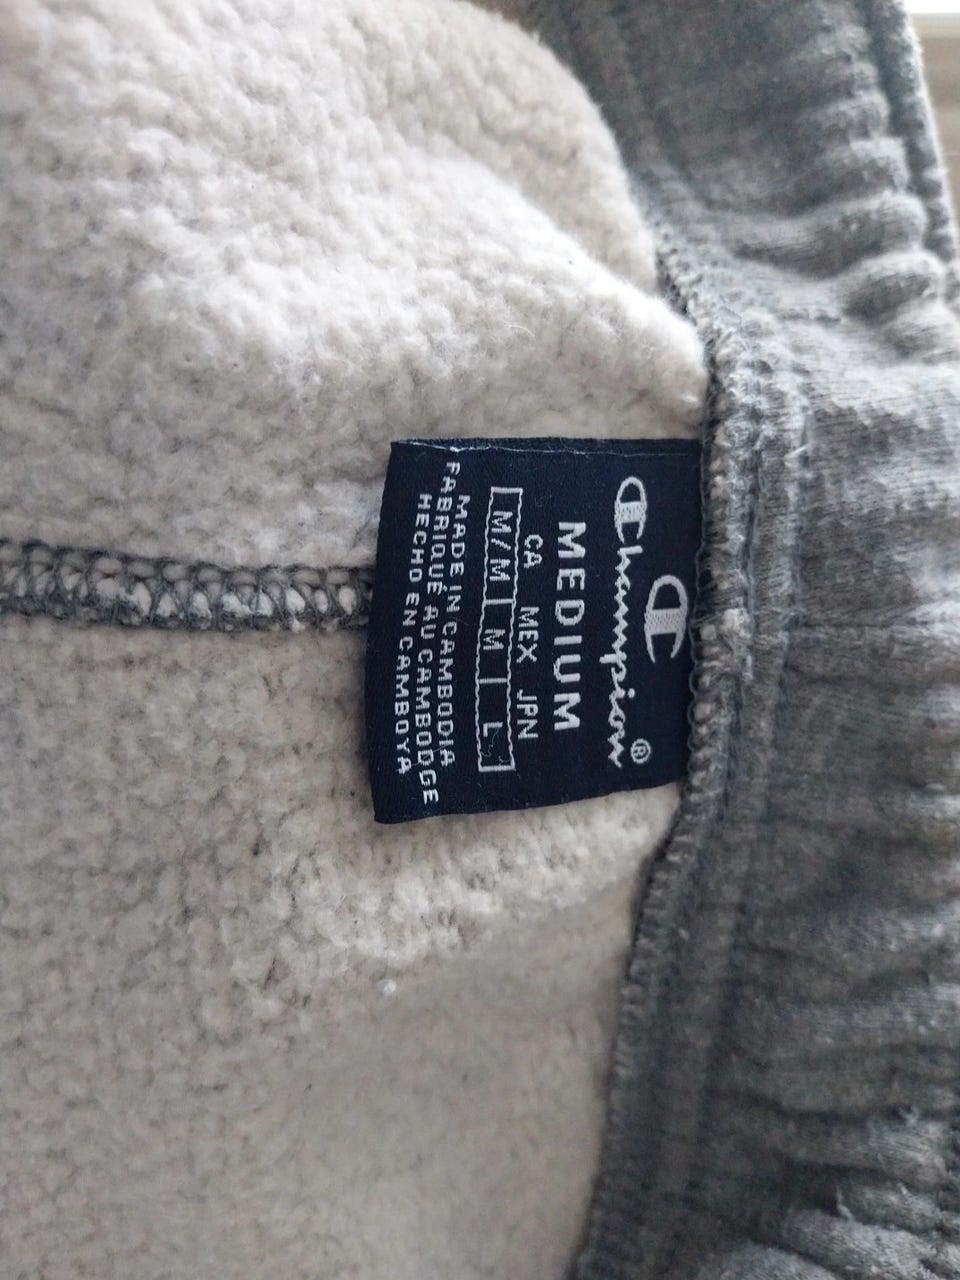 C
Champion®
MEDIUM
CA MEX JPN
M/M M L
MADE IN CAMBODIA
FABRIQUÉ AU CAMBODGE
HECHO EN CAMBOYA